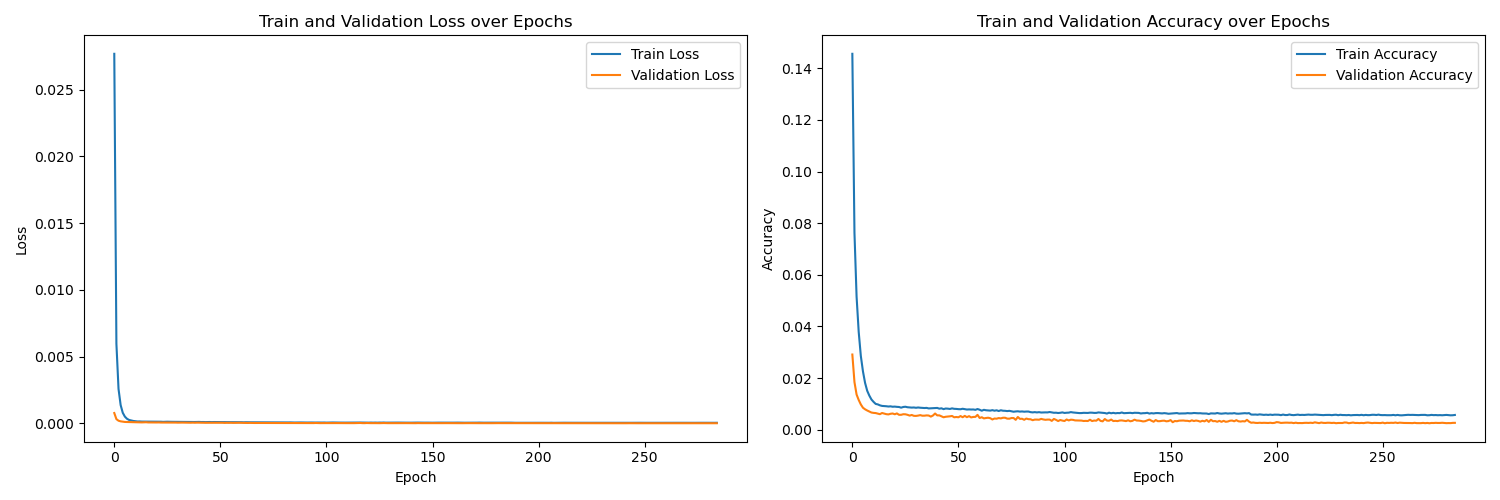 Train and Validation Loss over Epochs
Train Loss
Validation Loss
0.025
0.020
0.015
0.010
0.005
0.000
Loss
0
50
100
150
200
250
Epoch
Train and Validation Accuracy over Epochs
Train Accuracy
Validation Accuracy
0.14
0.12
0.10
0.08
0.06
0.04
0.02
0.00
Accuracy
0
50
100
150
200
250
Epoch